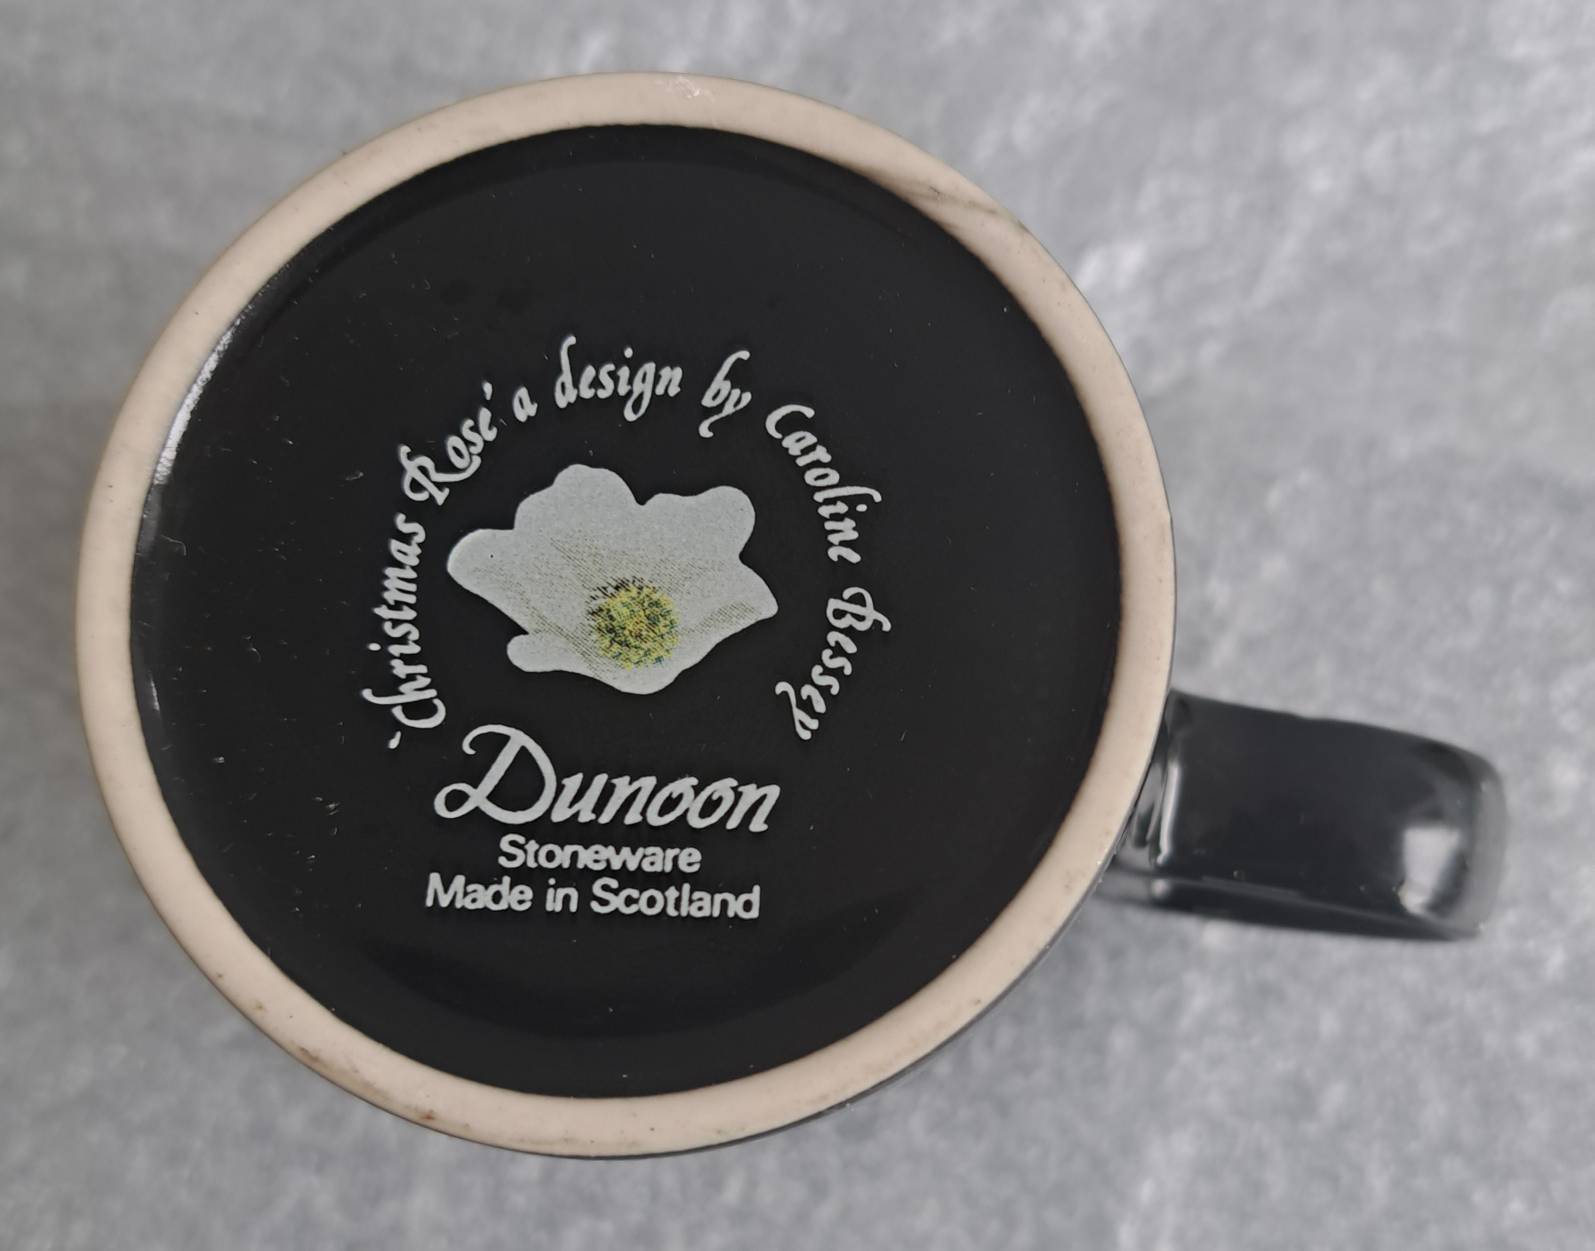 'Christmas Rose' a design by Caroline Bessey
Dunoon
Stoneware
Made in Scotland